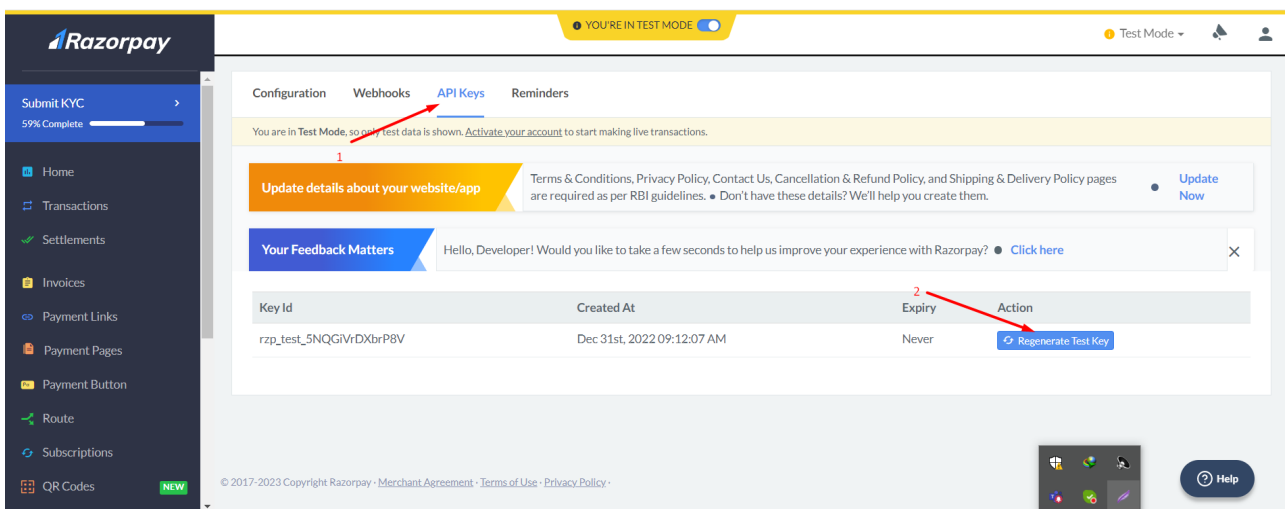 Razorpay
YOU'RE IN TEST MODE
Test Mode
Submit KYC
59% Complete
Home
Transactions
Settlements
Invoices
Payment Links
Payment Pages
Payment Button
Route
Subscriptions
QR Codes NEW
Configuration Webhooks API Keys Reminders
You are in Test Mode, so only test data is shown. Activate your account to start making live transactions.
1
Update details about your website/app
Terms & Conditions, Privacy Policy, Contact Us, Cancellation & Refund Policy, and Shipping & Delivery Policy pages
are required as per RBI guidelines. • Don't have these details? We'll help you create them.
• Update
Now
Your Feedback Matters
Hello, Developer! Would you like to take a few seconds to help us improve your experience with Razorpay? • Click here
2
Key Id Created At Expiry Action
rzp_test_5NQGiVrDXbrP8V Dec 31st, 2022 09:12:07 AM Never Regenerate Test Key
© 2017-2023 Copyright Razorpay · Merchant Agreement · Terms of Use · Privacy Policy ·
Help